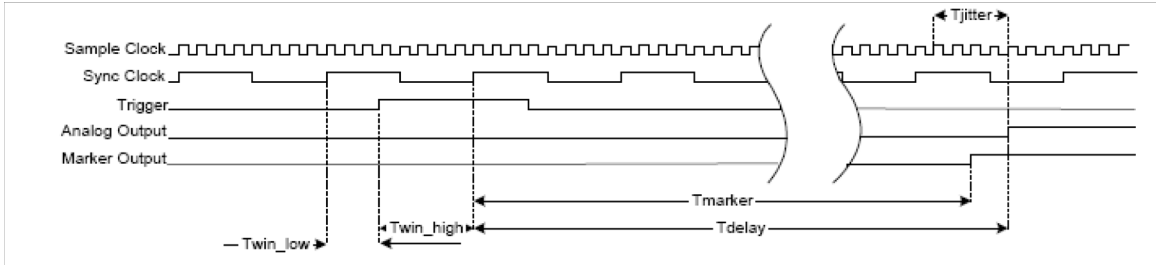 Tjitter
Sample Clock
Sync Clock
Trigger
Analog Output
Marker Output
Tmarker
Twin_high
Tdelay
Twin_low